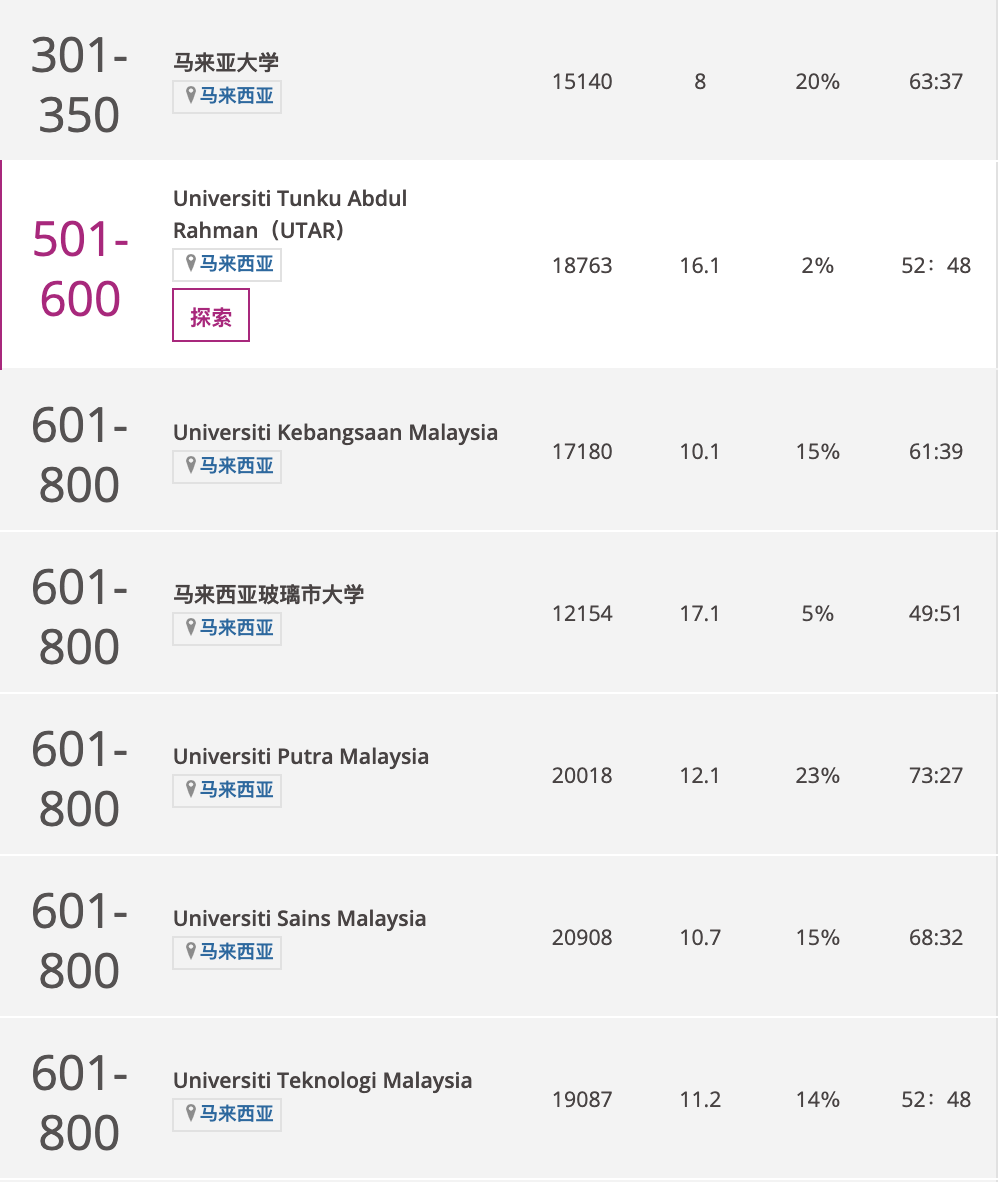 301-
350
马来亚大学
马来西亚
15140 8 20% 63:37
501-
600
Universiti Tunku Abdul
Rahman（UTAR）
马来西亚
探索
18763 16.1 2% 52：48
601-
800
Universiti Kebangsaan Malaysia
马来西亚
17180 10.1 15% 61:39
601-
800
马来西亚玻璃市大学
马来西亚
12154 17.1 5% 49:51
601-
800
Universiti Putra Malaysia
马来西亚
20018 12.1 23% 73:27
601-
800
Universiti Sains Malaysia
马来西亚
20908 10.7 15% 68:32
601-
800
Universiti Teknologi Malaysia
马来西亚
19087 11.2 14% 52：48